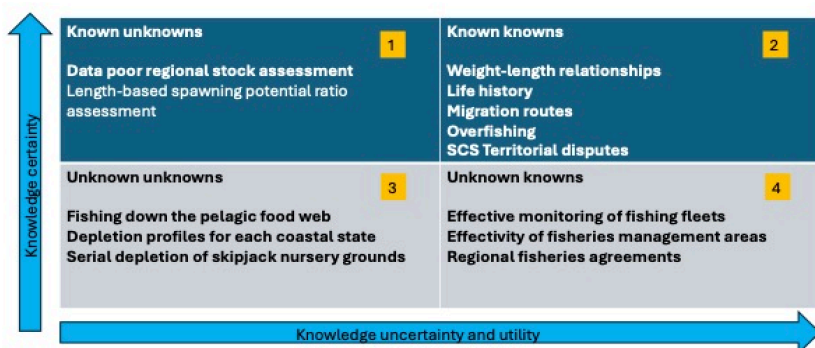 Known unknowns
1
Data poor regional stock assessment
Length-based spawning potential ratio
assessment
Known knowns
2
Weight-length relationships
Life history
Migration routes
Overfishing
SCS Territorial disputes
Unknown unknowns
3
Fishing down the pelagic food web
Depletion profiles for each coastal state
Serial depletion of skipjack nursery grounds
Unknown knowns
4
Effective monitoring of fishing fleets
Effectivity of fisheries management areas
Regional fisheries agreements
Knowledge certainty
Knowledge uncertainty and utility